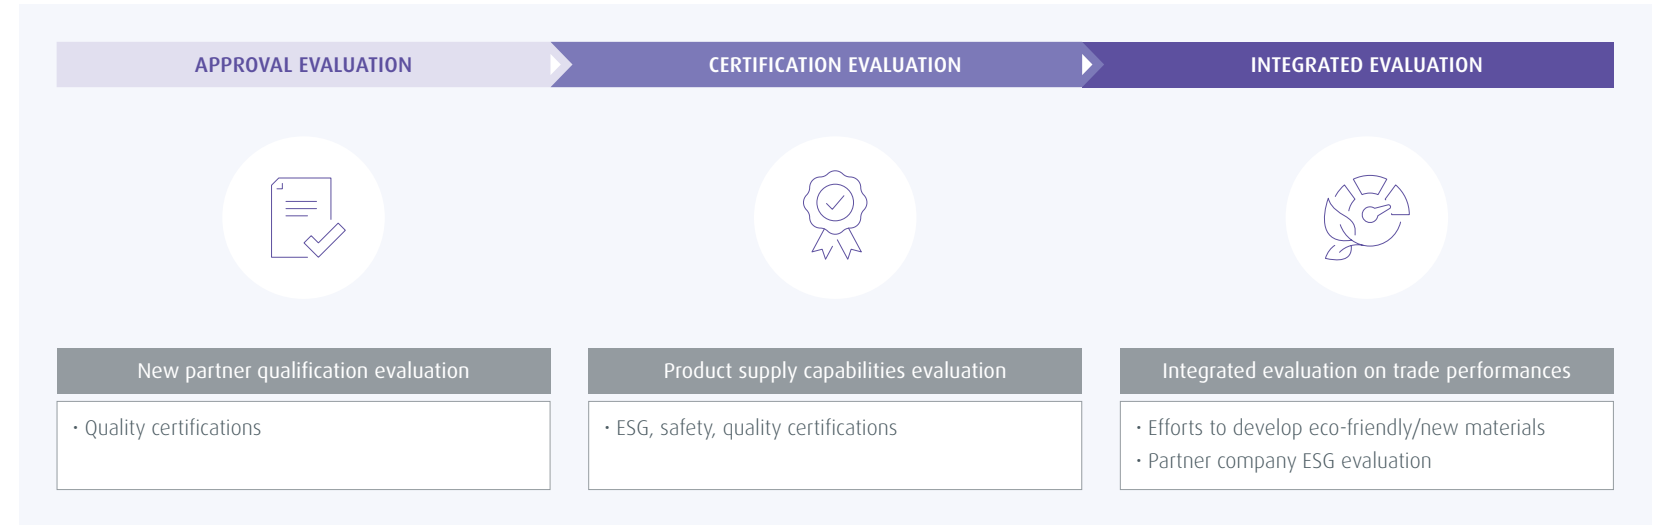 APPROVAL EVALUATION
CERTIFICATION EVALUATION
INTEGRATED EVALUATION
New partner qualification evaluation
· Quality certifications
Product supply capabilities evaluation
· ESG, safety, quality certifications
Integrated evaluation on trade performances
· Efforts to develop eco-friendly/new materials
· Partner company ESG evaluation